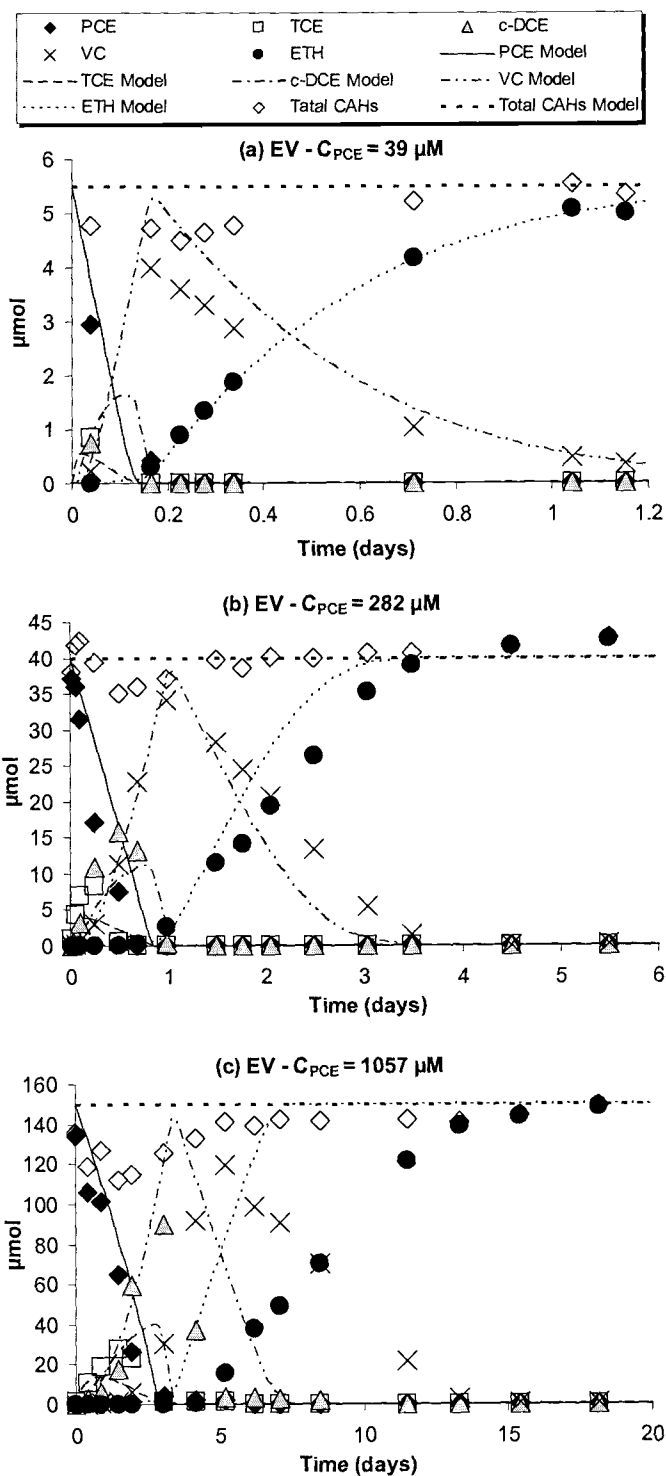 PCE TCE c-DCE
VC ETH PCE Model
TCE Model c-DCE Model VC Model
ETH Model Tatal CAHs Total CAHs Model
(a) EV - CPCE = 39 µM
6
5
4
3
2
1
0
µmol
0 0.2 0.4 0.6 0.8 1 1.2
Time (days)
(b) EV - CPCE = 282 µM
45
40
35
30
25
20
15
10
5
0
µmol
0 1 2 3 4 5 6
Time (days)
(c) EV - CPCE = 1057 µM
160
140
120
100
80
60
40
20
0
µmol
0 5 10 15 20
Time (days)